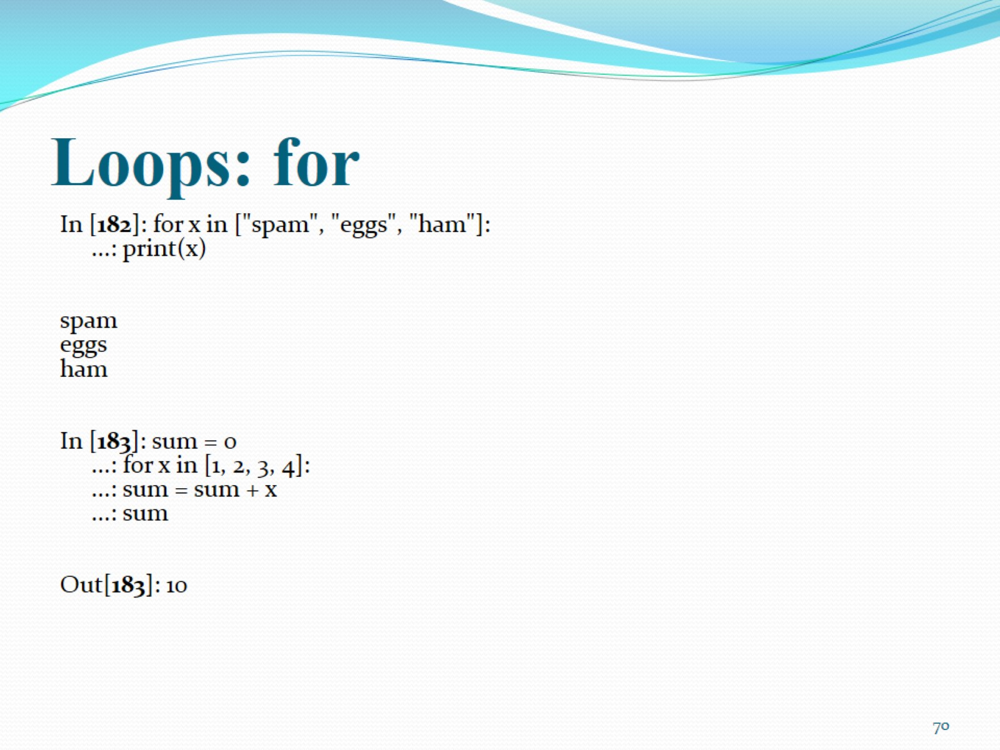 Loops: for
In [182]: for x in ["spam", "eggs", "ham"]:
...: print(x)
spam
eggs
ham
In [183]: sum = 0
...: for x in [1, 2, 3, 4]:
...: sum = sum + x
...: sum
Out[183]: 10
70